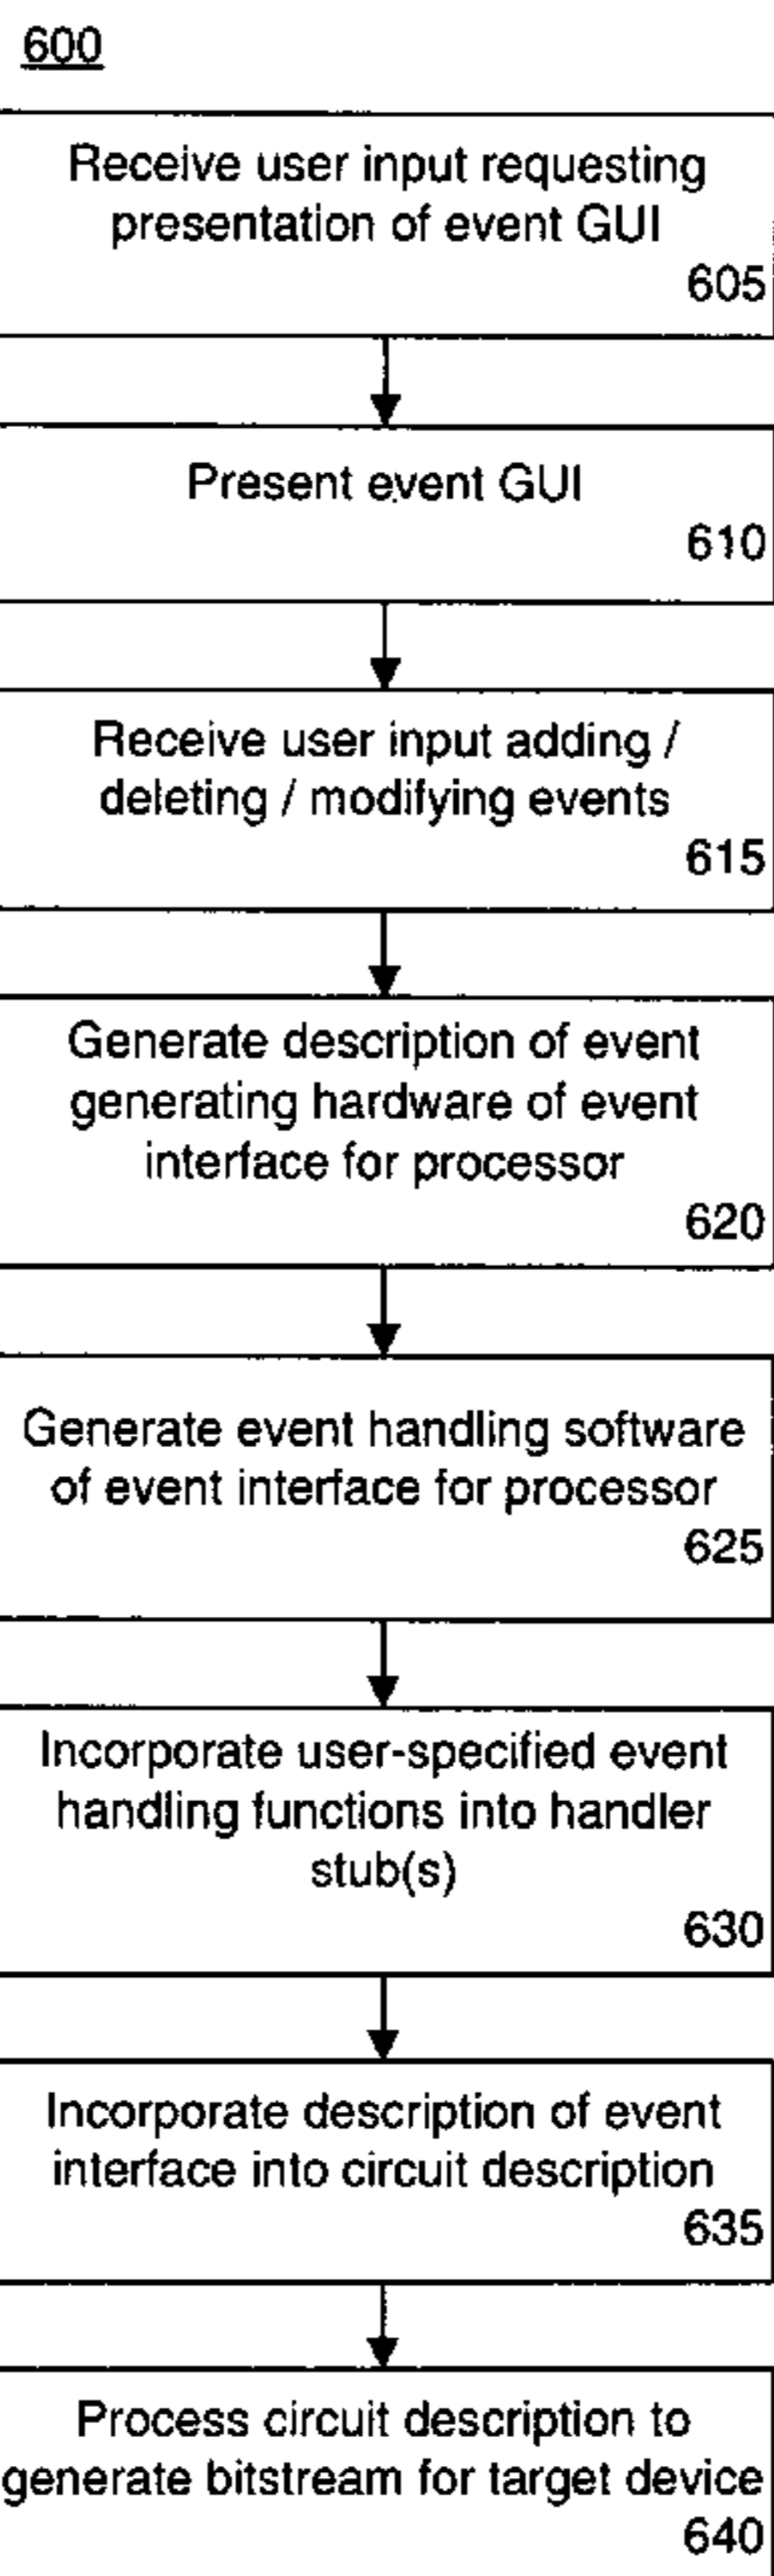 600
Receive user input requesting
presentation of event GUI
605
Present event GUI
610
Receive user input adding /
deleting / modifying events
615
Generate description of event
generating hardware of event
interface for processor
620
Generate event handling software
of event interface for processor
625
Incorporate user-specified event
handling functions into handler
stub(s)
630
Incorporate description of event
interface into circuit description
635
Process circuit description to
generate bitstream for target device
640